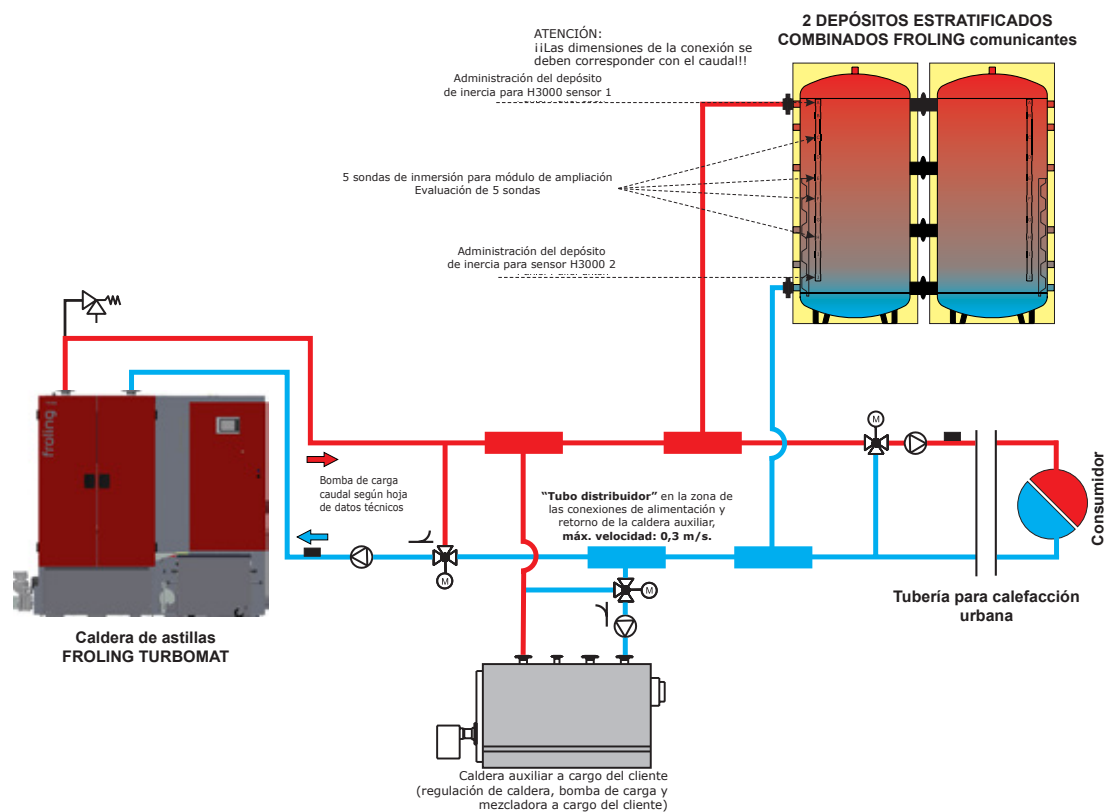 2 DEPÓSITOS ESTRATIFICADOS
COMBINADOS FROLING comunicantes
ATENCIÓN:
¡¡Las dimensiones de la conexión se
deben corresponder con el caudal!!
Administración del depósito
de inercia para H3000 sensor 1
5 sondas de inmersión para módulo de ampliación
Evaluación de 5 sondas
Administración del depósito
de inercia para sensor H3000 2
froling
M
Bomba de carga
caudal según hoja
de datos técnicos
“Tubo distribuidor” en la zona de
las conexiones de alimentación y
retorno de la caldera auxiliar,
máx. velocidad: 0,3 m/s.
Consumidor
M
M
Tubería para calefacción
urbana
Caldera de astillas
FROLING TURBOMAT
Caldera auxiliar a cargo del cliente
(regulación de caldera, bomba de carga y
mezcladora a cargo del cliente)